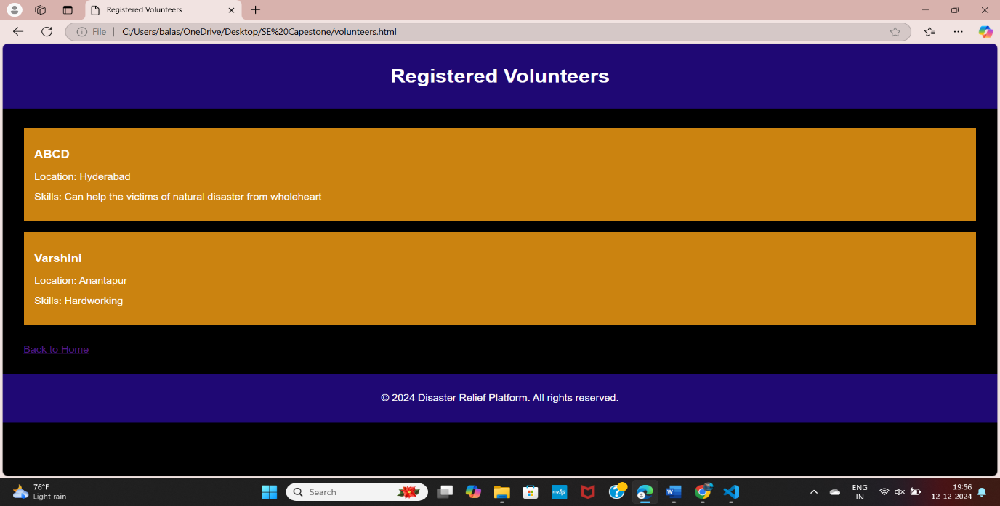 Registered Volunteers
File
C:/Users/balas/OneDrive/Desktop/SE%20Capestone/volunteers.html
Registered Volunteers
ABCD
Location: Hyderabad
Skills: Can help the victims of natural disaster from wholeheart
Varshini
Location: Anantapur
Skills: Hardworking
Back to Home
© 2024 Disaster Relief Platform. All rights reserved.
76°F
Light rain
Search
myhp
W
ENG
IN
19:56
12-12-2024